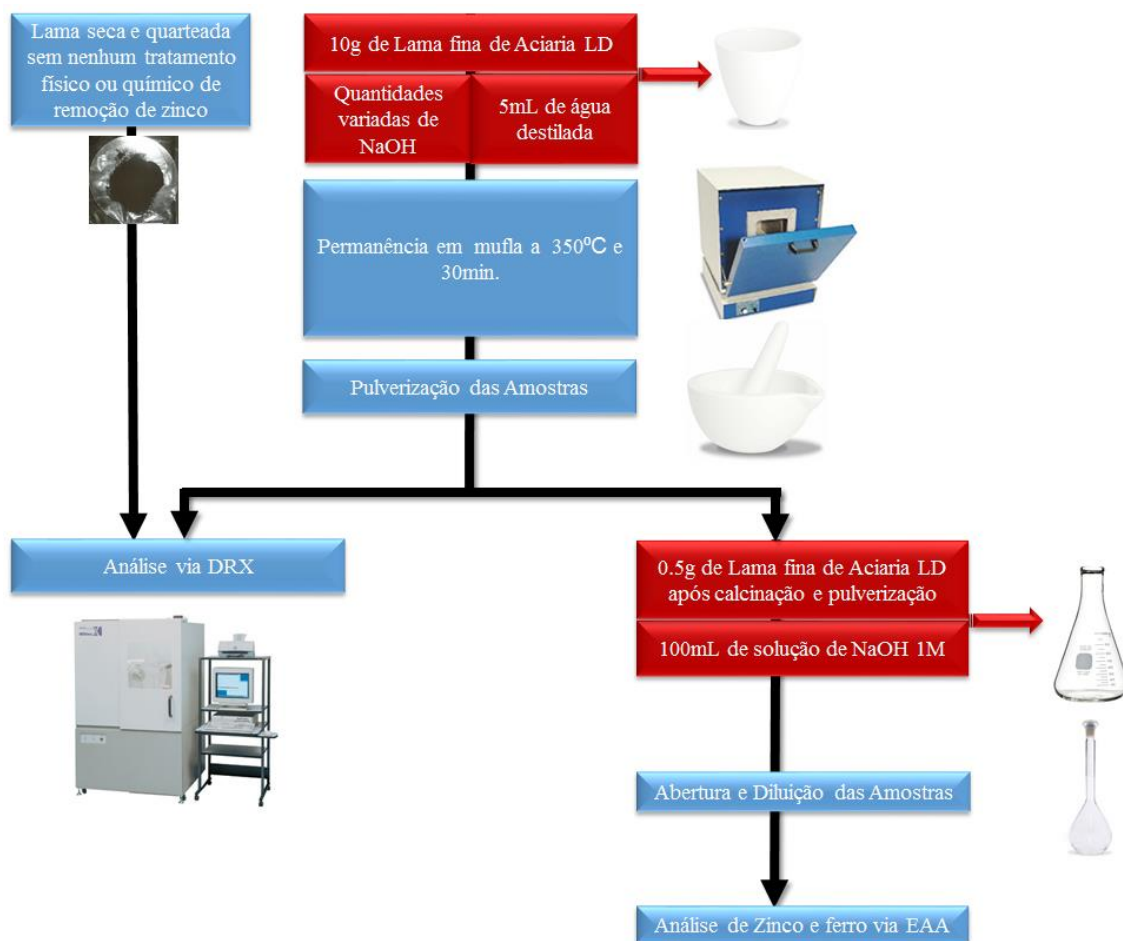 Lama seca e quarteada
sem nenhum tratamento
físico ou químico de
remoção de zinco
10g de Lama fina de Aciaria LD
Quantidades
variadas de
NaOH
5mL de água
destilada
Permanência em mufla a 350ºC e
30min.
Pulverização das Amostras
Análise via DRX
0.5g de Lama fina de Aciaria LD
após calcinação e pulverização
100mL de solução de NaOH 1M
Abertura e Diluição das Amostras
Análise de Zinco e ferro via EAA